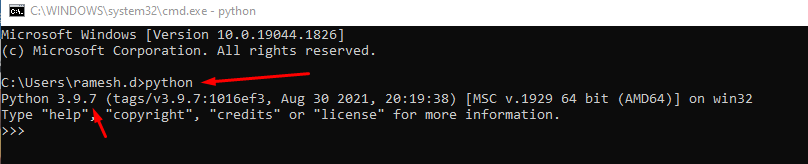 C:\WINDOWS\system32\cmd.exe - python
Microsoft Windows [Version 10.0.19044.1826]
(c) Microsoft Corporation. All rights reserved.
C:\Users\ramesh.d>python
Python 3.9.7 (tags/v3.9.7:1016ef3, Aug 30 2021, 20:19:38) [MSC v.1929 64 bit (AMD64)] on win32
Type "help", "copyright", "credits" or "license" for more information.
>>>